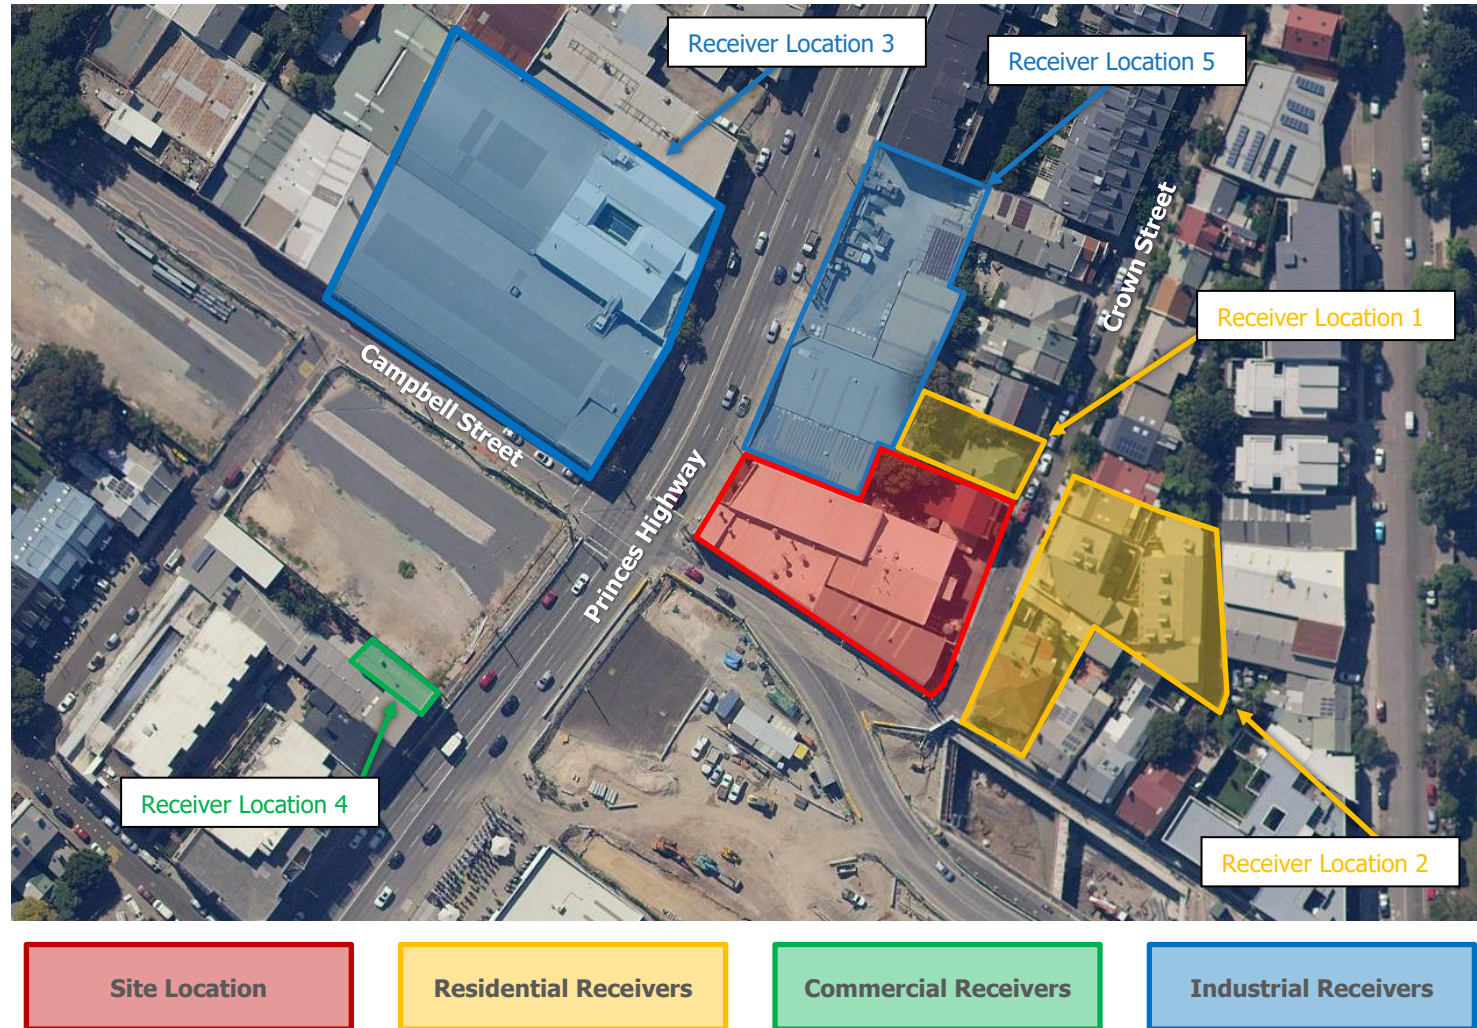 Receiver Location 3
Receiver Location 5
Crown Street
Receiver Location 1
Campbell Street
Princes Highway
Receiver Location 4
Receiver Location 2
Site Location
Residential Receivers
Commercial Receivers
Industrial Receivers